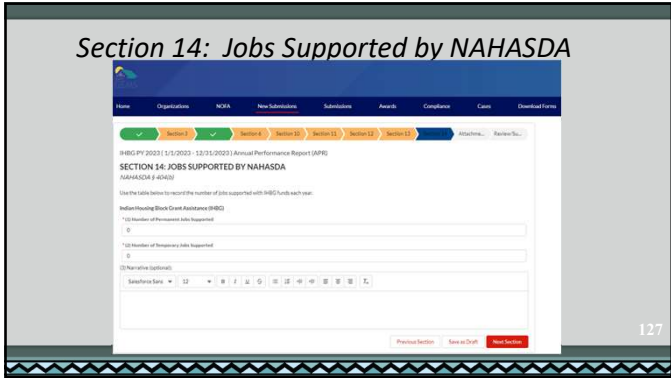 Section 14: Jobs Supported by NAHASDA
Home Organizations NOFA New Submissions Submissions Awards Compliance Cases Download Forms
Section 3 Section 6 Section 10 Section 11 Section 12 Section 13 Attachme... Review/Su...
IHBG PY 2023 ( 1/1/2023 - 12/31/2023 ) Annual Performance Report (APR)
SECTION 14: JOBS SUPPORTED BY NAHASDA
NAHASDA § 404(b)
Use the table below to record the number of jobs supported with IHBG funds each year.
Indian Housing Block Grant Assistance (IHBG)
* (1) Number of Permanent Jobs Supported
0
* (2) Number of Temporary Jobs Supported
0
(3) Narrative (optional):
Salesforce Sans 12 B I U S
Previous Section Save as Draft Next Section
127